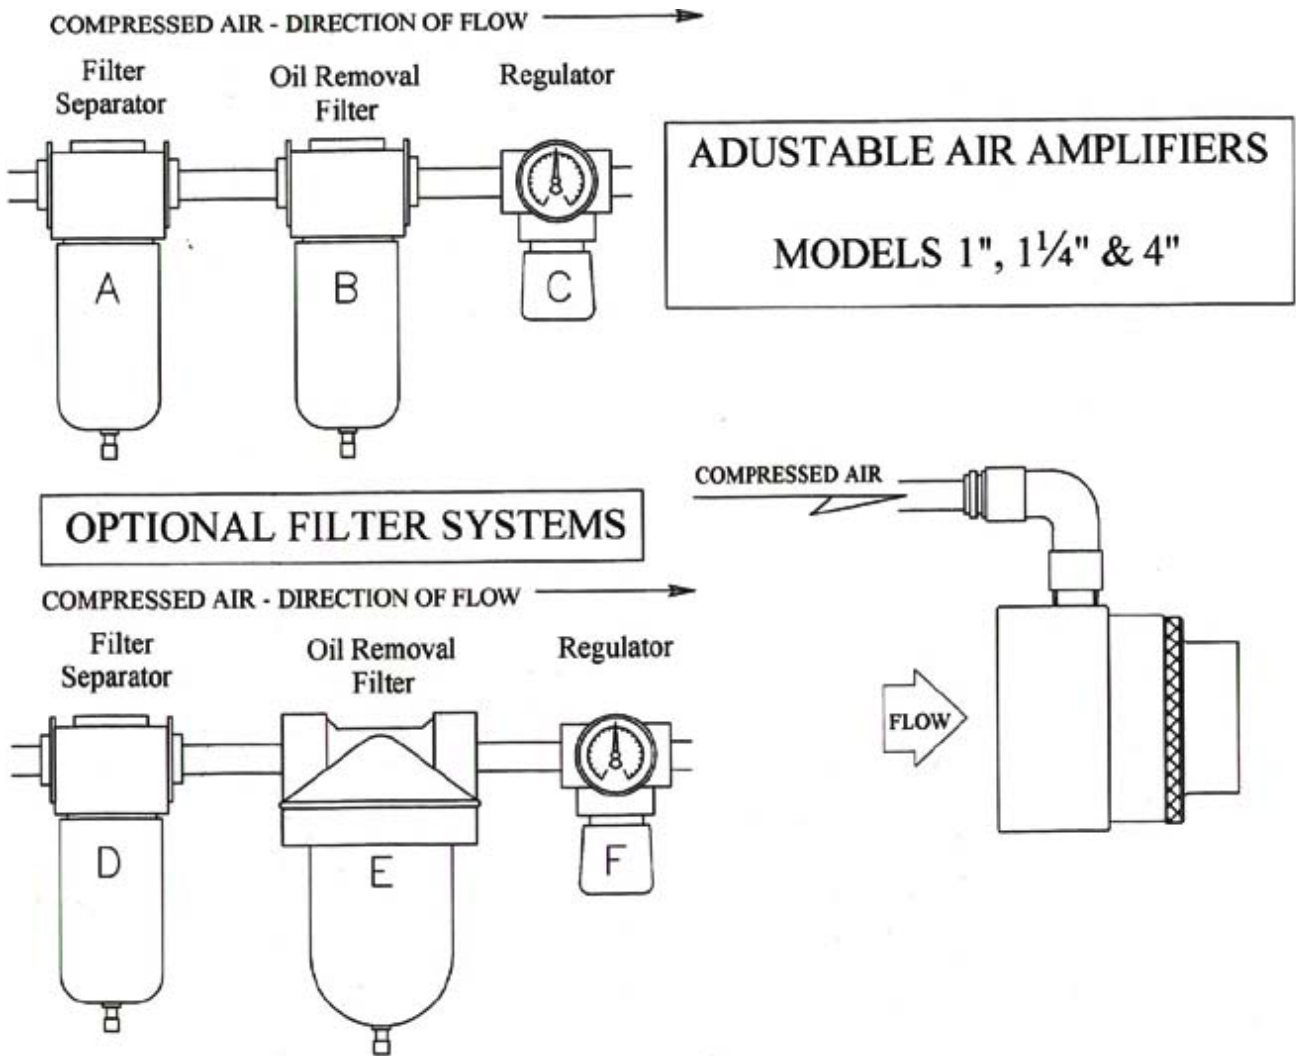 COMPRESSED AIR - DIRECTION OF FLOW
Filter
Separator
Oil Removal
Filter
Regulator
A
B
C
ADUSTABLE AIR AMPLIFIERS
MODELS 1", 1¼" & 4"
OPTIONAL FILTER SYSTEMS
COMPRESSED AIR - DIRECTION OF FLOW
Filter
Separator
Oil Removal
Filter
Regulator
D
E
F
COMPRESSED AIR
FLOW